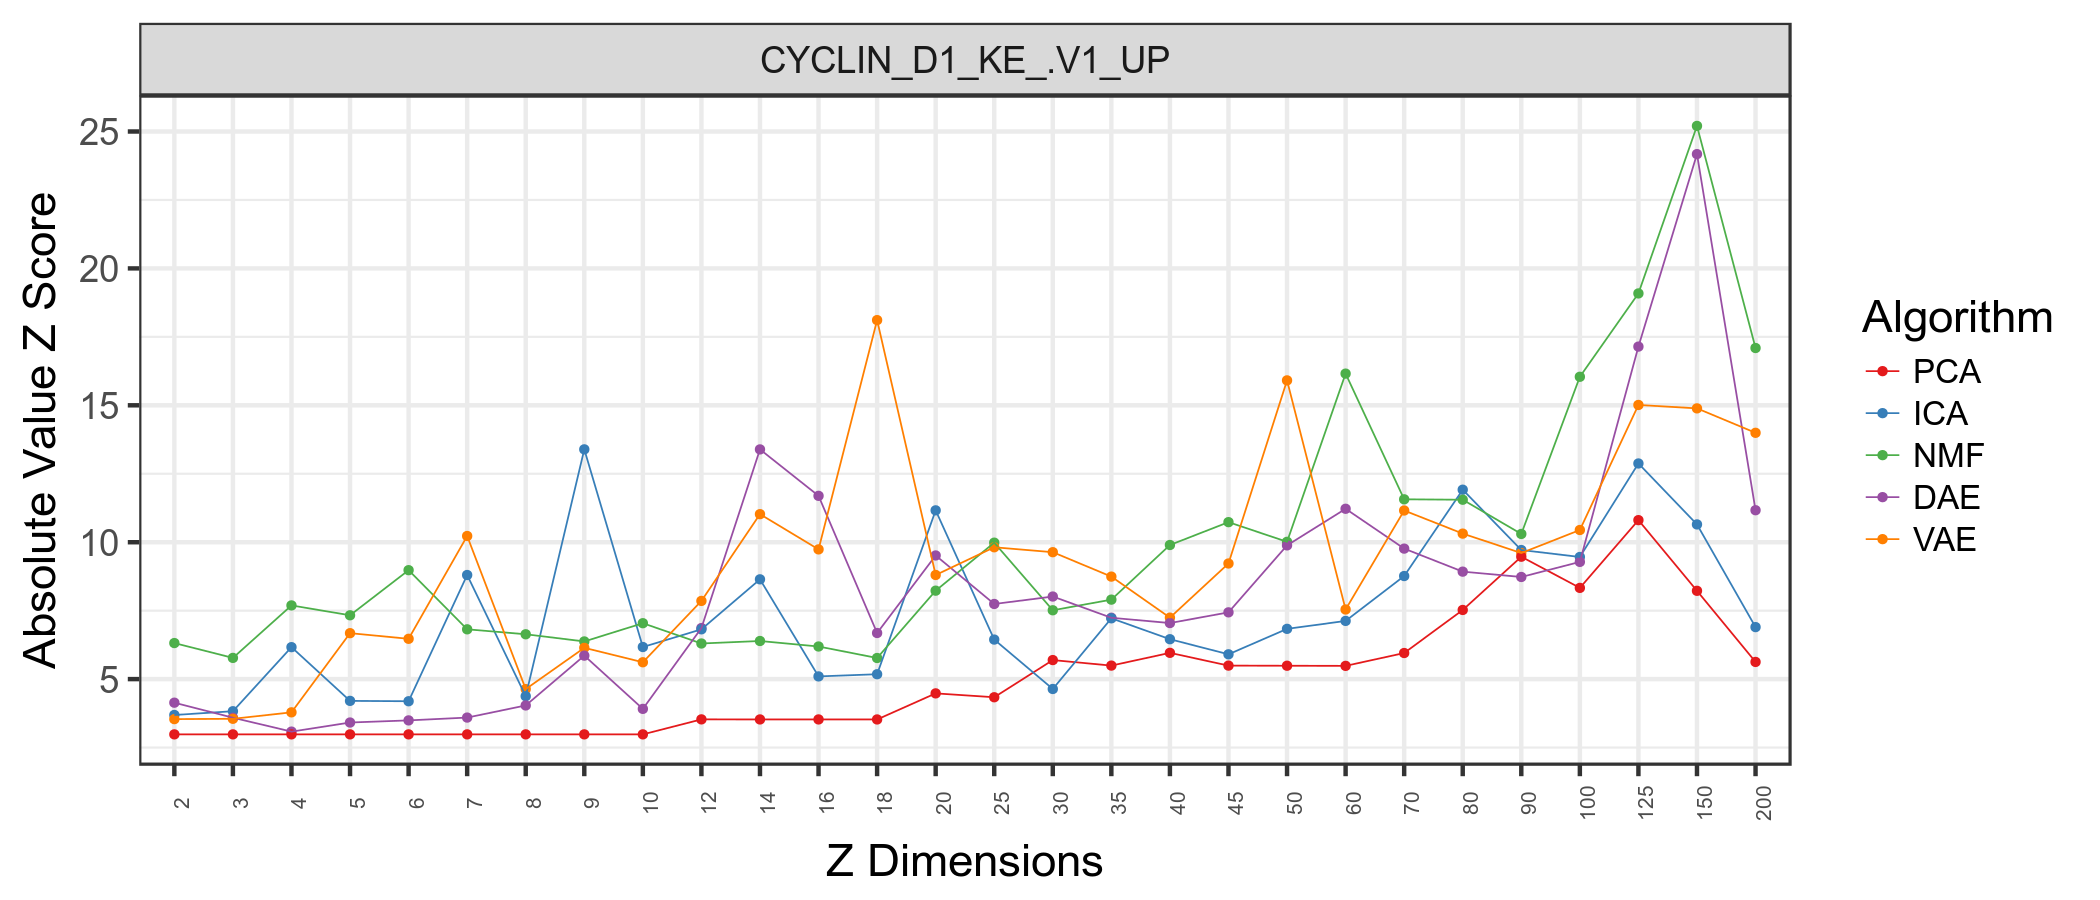 CYCLIN_D1_KE_.V1_UP
Absolute Value Z Score
25
20
15
10
5
2 3 4 5 6 7 8 9 10 12 14 16 18 20 25 30 35 40 45 50 60 70 80 90 100 125 150 200
Z Dimensions
Algorithm
PCA
ICA
NMF
DAE
VAE